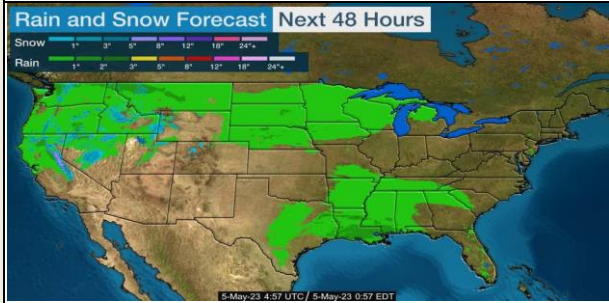 Rain and Snow Forecast Next 48 Hours
Snow 1" 3" 5" 8" 12" 18" 24"+
Rain 1" 2" 3" 5" 8" 12" 16" 24"+
5-May-23 4:57 UTC / 5-May-23 0:57 EDT